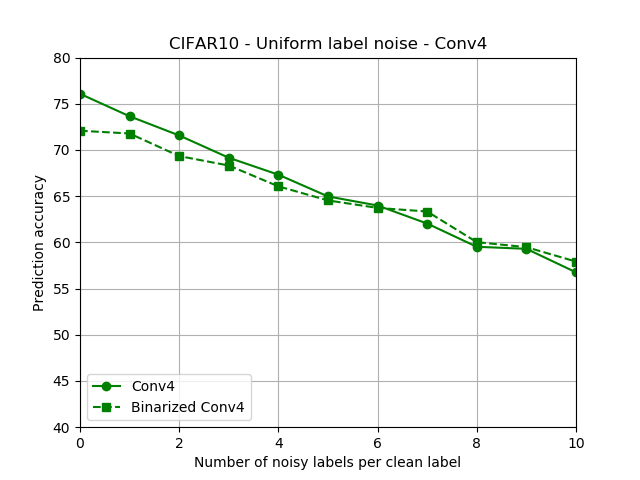 CIFAR10 - Uniform label noise - Conv4
80
75
70
65
60
55
50
45
40
Prediction accuracy
Conv4
Binarized Conv4
0 2 4 6 8 10
Number of noisy labels per clean label